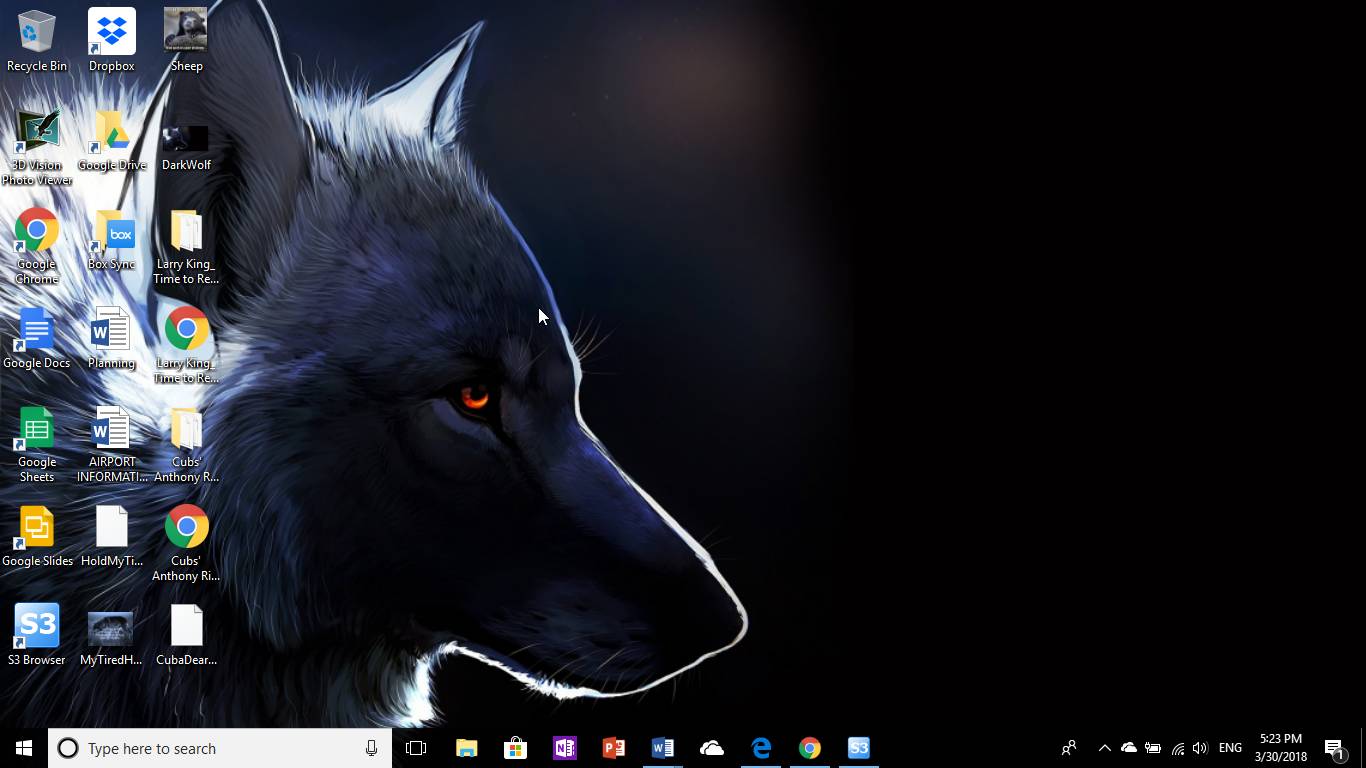 Recycle Bin
Dropbox
Sheep
3D Vision
Photo Viewer
Google Drive
DarkWolf
Google
Chrome
Box Sync
box
Larry King_
Time to Re...
Google Docs
Planning
Larry King_
Time to Re...
Google
Sheets
AIRPORT
INFORMATI...
Cubs'
Anthony R...
Google Slides
HoldMyTi...
Cubs'
Anthony Ri...
S3
S3 Browser
MyTiredH...
CubaDear...
Type here to search
S3
ENG
5:23 PM
3/30/2018
1